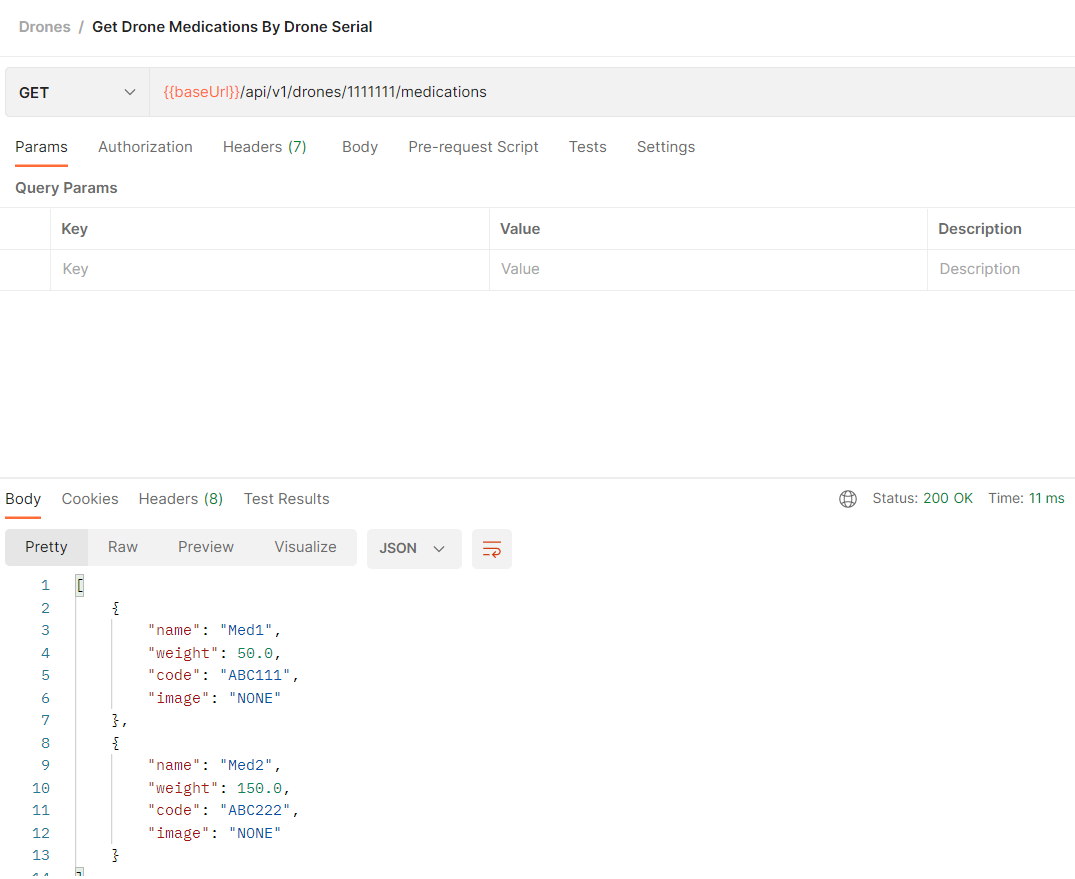 Drones / Get Drone Medications By Drone Serial
GET {{baseUrl}}/api/v1/drones/1111111/medications
Params Authorization Headers (7) Body Pre-request Script Tests Settings
Query Params
Key Value Description
Key Value Description
Body Cookies Headers (8) Test Results Status: 200 OK Time: 11 ms
Pretty Raw Preview Visualize JSON
1 [
2 {
3 "name": "Med1",
4 "weight": 50.0,
5 "code": "ABC111",
6 "image": "NONE"
7 },
8 {
9 "name": "Med2",
10 "weight": 150.0,
11 "code": "ABC222",
12 "image": "NONE"
13 }
14 ]